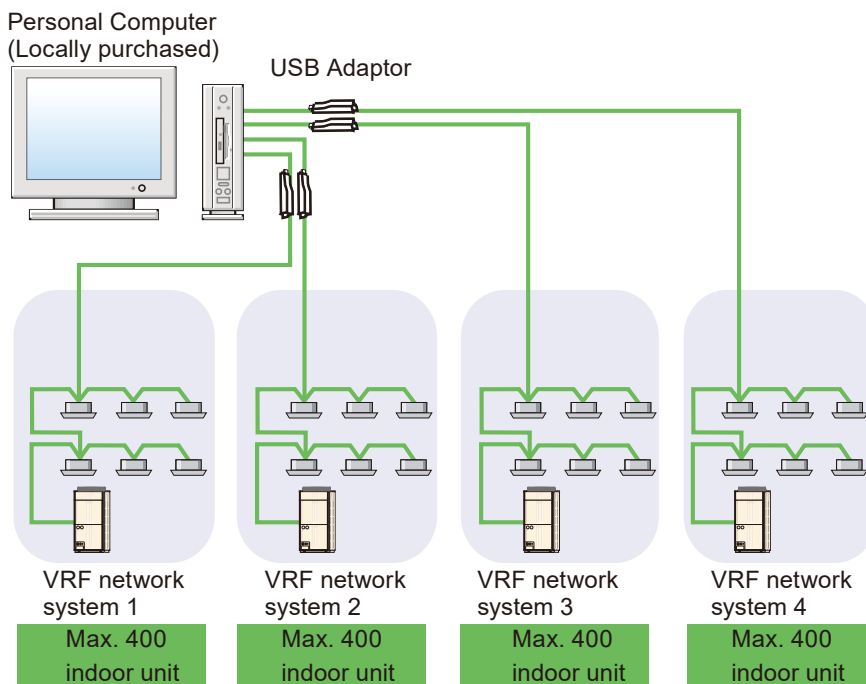 Personal Computer
(Locally purchased)
USB Adaptor
VRF network
system 1
VRF network
system 2
VRF network
system 3
VRF network
system 4
Max. 400
indoor unit
Max. 400
indoor unit
Max. 400
indoor unit
Max. 400
indoor unit